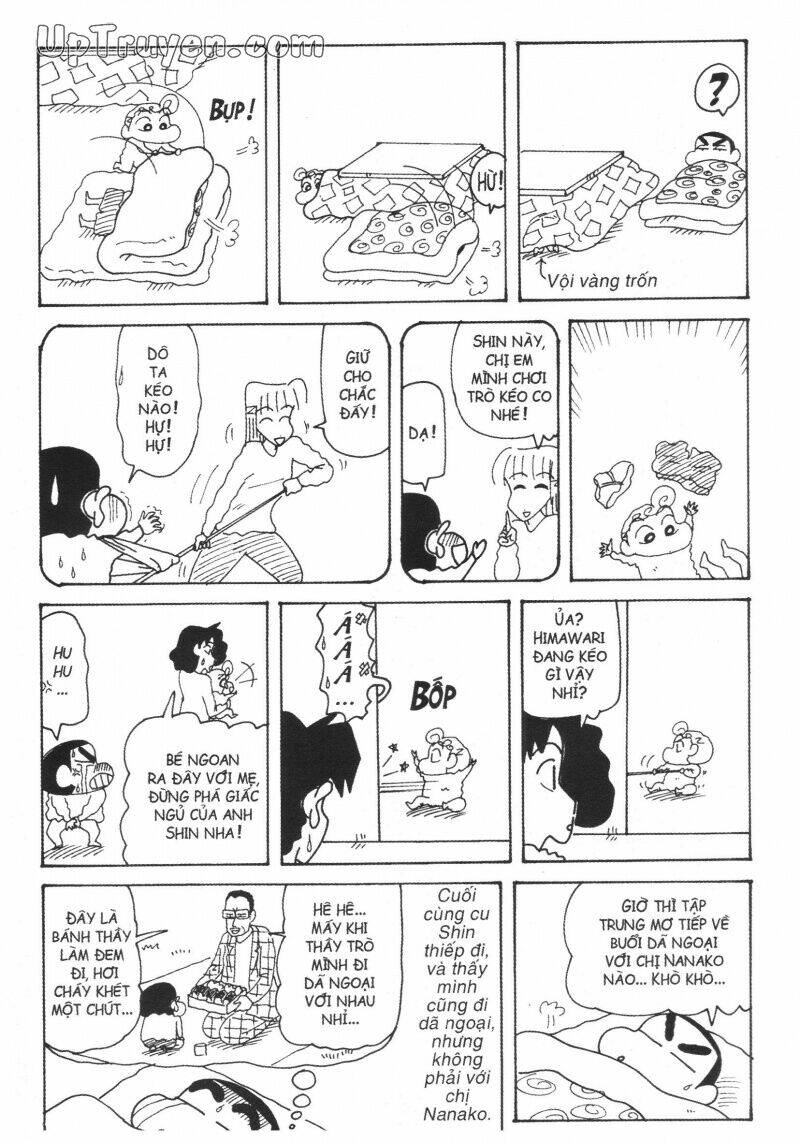 UpTruyen.com
?
HỪ!
BỤP!
Vội vàng trốn
SHIN NÀY,
CHỊ EM
MÌNH CHƠI
TRÒ KÉO CO
NHÉ!
DẠ!
GIỮ
CHO
CHẮC
ĐẤY!
DÔ
TA
KÉO
NÀO!
HỰ!
HỰ!
ỦA?
HIMAWARI
ĐANG KÉO
GÌ VẬY
NHỈ?
Á
Á
Á
...
BỐP
BÉ NGOAN
RA ĐÂY VỚI MẸ,
ĐỪNG PHÁ GIẤC
NGỦ CỦA ANH
SHIN NHA!
HU
HU
...
GIỜ THÌ TẬP
TRUNG MƠ TIẾP VỀ
BUỔI DÃ NGOẠI
VỚI CHỊ NANAKO
NÀO... KHÒ KHÒ...
Cuối
cùng cu
Shin
thiếp đi,
và thấy
mình
cũng đi
dã ngoại,
nhưng
không
phải với
chị
Nanako.
HÊ HÊ...
MẤY KHI
THẦY TRÒ
MÌNH ĐI
DÃ NGOẠI
VỚI NHAU
NHỈ...
ĐÂY LÀ
BÁNH THẦY
LÀM ĐEM
ĐI, HƠI
CHÁY KHÉT
MỘT CHÚT...